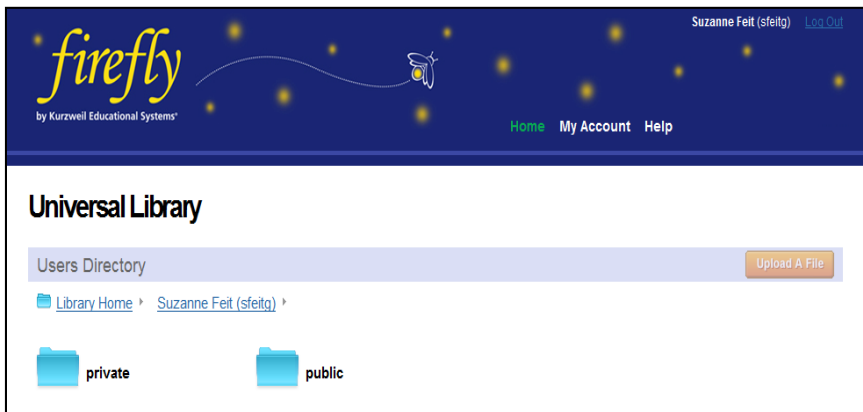 Suzanne Feit (sfeitg) Log Out
firefly
by Kurzweil Educational Systems®
Home My Account Help
Universal Library
Users Directory Upload A File
Library Home Suzanne Feit (sfeitg)
private public